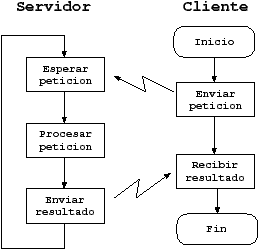 Servidor
Cliente
Inicio
Esperar
peticion
Enviar
peticion
Procesar
peticion
Recibir
resultado
Enviar
resultado
Fin